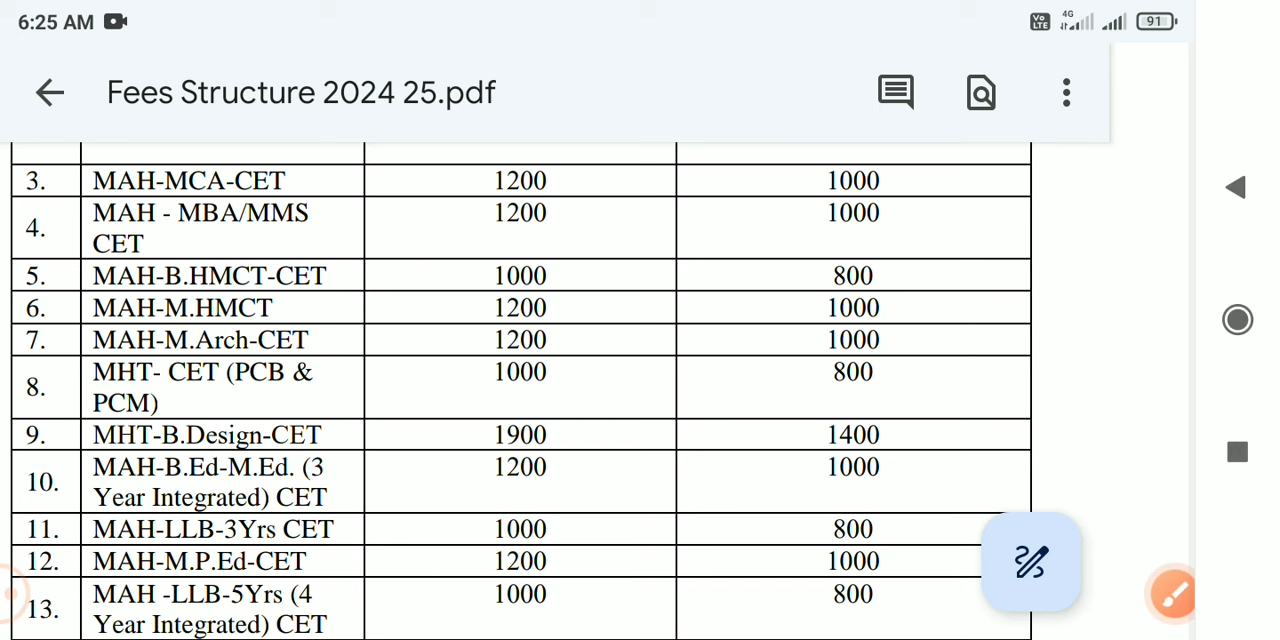 6:25 AM
Vo LTE 4G 91
Fees Structure 2024 25.pdf
3. MAH-MCA-CET 1200 1000
4. MAH - MBA/MMS CET 1200 1000
5. MAH-B.HMCT-CET 1000 800
6. MAH-M.HMCT 1200 1000
7. MAH-M.Arch-CET 1200 1000
8. MHT- CET (PCB & PCM) 1000 800
9. MHT-B.Design-CET 1900 1400
10. MAH-B.Ed-M.Ed. (3 Year Integrated) CET 1200 1000
11. MAH-LLB-3Yrs CET 1000 800
12. MAH-M.P.Ed-CET 1200 1000
13. MAH -LLB-5Yrs (4 Year Integrated) CET 1000 800